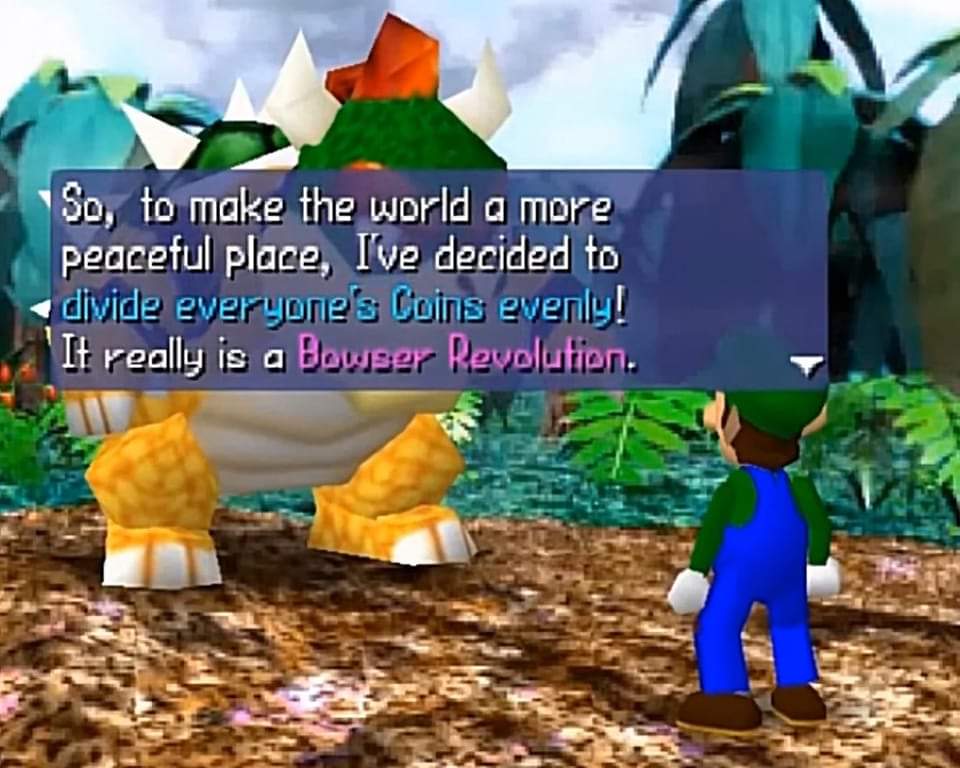 So, to make the world a more
peaceful place, I've decided to
divide everyone's Coins evenly!
It really is a Bowser Revolution.